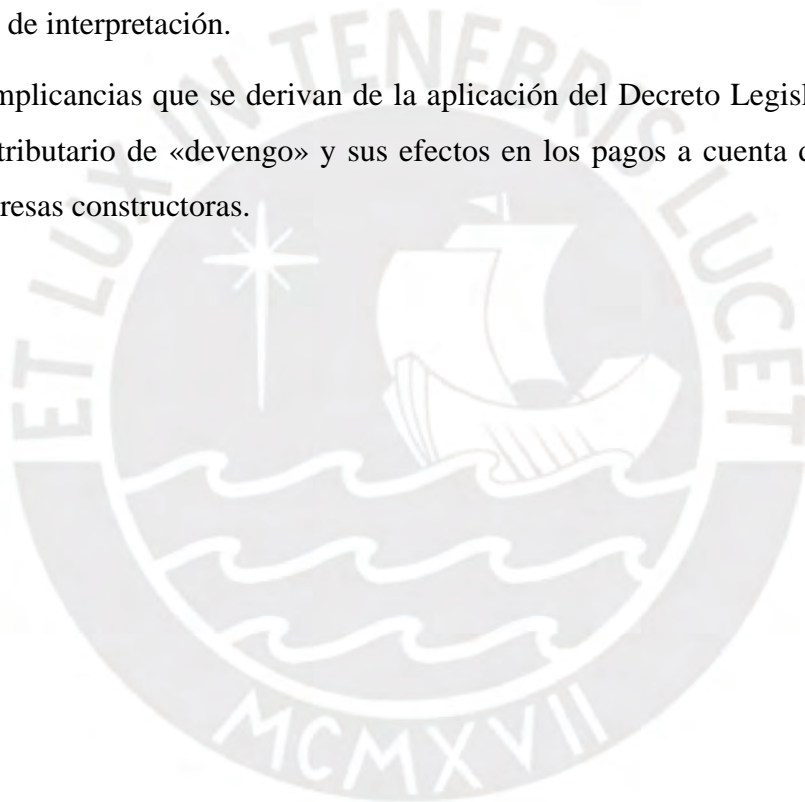 de interpretación.
mplicancias que se derivan de la aplicación del Decreto Legisl
tributario de «devengo» y sus efectos en los pagos a cuenta
resas constructoras.
ET LUX IN TENEBRIS LUCET
MCMXVII